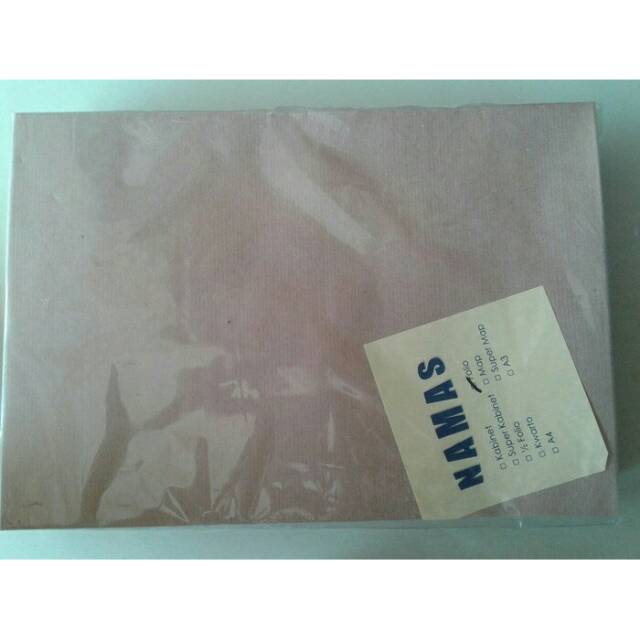 NAMAS
□ Kabinet
□ Super Kabinet
□ ½ Folio
□ Kwarto
□ A4
Folio
□ Map
□ Super Map
□ A3